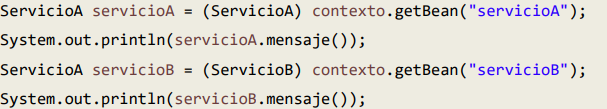 ServicioA servicioA = (ServicioA) contexto.getBean("servicioA");
System.out.println(servicioA.mensaje());
ServicioA servicioB = (ServicioB) contexto.getBean("servicioB");
System.out.println(servicioB.mensaje());